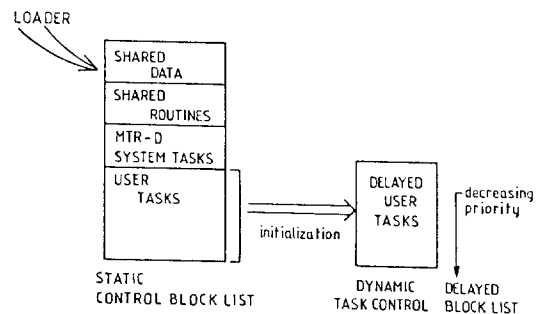 LOADER
SHARED
DATA
SHARED
ROUTINES
MTR-D
SYSTEM TASKS
USER
TASKS
initialization
DELAYED
USER
TASKS
decreasing
priority
STATIC
CONTROL BLOCK LIST
DYNAMIC
TASK CONTROL
DELAYED
BLOCK LIST